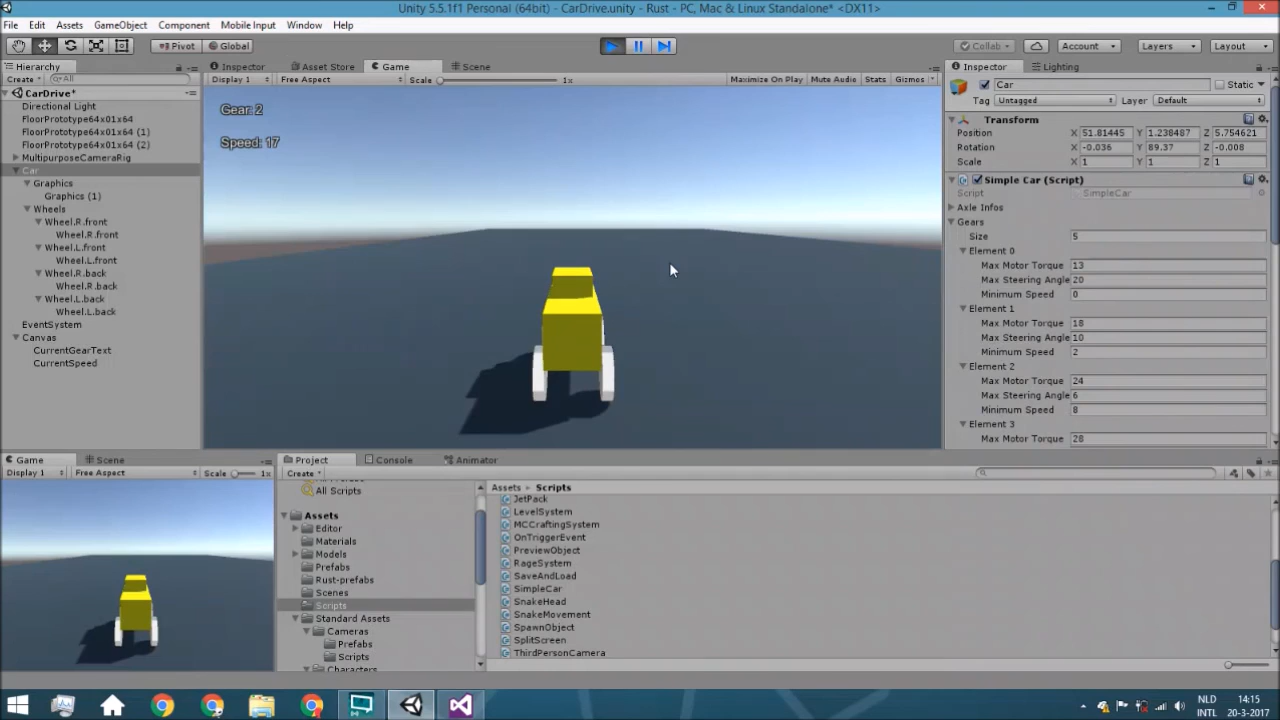 Unity 5.5.1f1 Personal (64bit) - CarDrive.unity - Rust - PC, Mac & Linux Standalone* <DX11>
File Edit Assets GameObject Component Mobile Input Window Help
Pivot Global Collab Account Layers Layout
Hierarchy
Create All
CarDrive*
Directional Light
FloorPrototype64x01x64
FloorPrototype64x01x64 (1)
FloorPrototype64x01x64 (2)
MultipurposeCameraRig
Car
Graphics
Graphics (1)
Wheels
Wheel.R.front
Wheel.R.front
Wheel.L.front
Wheel.L.front
Wheel.R.back
Wheel.R.back
Wheel.L.back
Wheel.L.back
EventSystem
Canvas
CurrentGearText
CurrentSpeed
Inspector Asset Store Game Scene
Display 1 Free Aspect Scale 1x Maximize On Play Mute Audio Stats Gizmos
Gear: 2
Speed: 17
Inspector Lighting
Car Static
Tag Untagged Layer Default
Transform
Position X 51.81445 Y 1.238487 Z 5.754621
Rotation X -0.036 Y 89.37 Z -0.008
Scale X 1 Y 1 Z 1
Simple Car (Script)
Script SimpleCar
Axle Infos
Gears
Size 5
Element 0
Max Motor Torque 13
Max Steering Angle 20
Minimum Speed 0
Element 1
Max Motor Torque 18
Max Steering Angle 10
Minimum Speed 2
Element 2
Max Motor Torque 24
Max Steering Angle 6
Minimum Speed 8
Element 3
Max Motor Torque 28
Game Scene
Display 1 Free Aspect Scale 1x
Project Console Animator
Create
All Scripts
Assets
Editor
Materials
Models
Prefabs
Rust-prefabs
Scenes
Scripts
Standard Assets
Cameras
Prefabs
Scripts
Characters
Assets Scripts
JetPack
LevelSystem
MCCraftingSystem
OnTriggerEvent
PreviewObject
RageSystem
SaveAndLoad
SimpleCar
SnakeHead
SnakeMovement
SpawnObject
SplitScreen
ThirdPersonCamera
NLD
INTL
14:15
20-3-2017